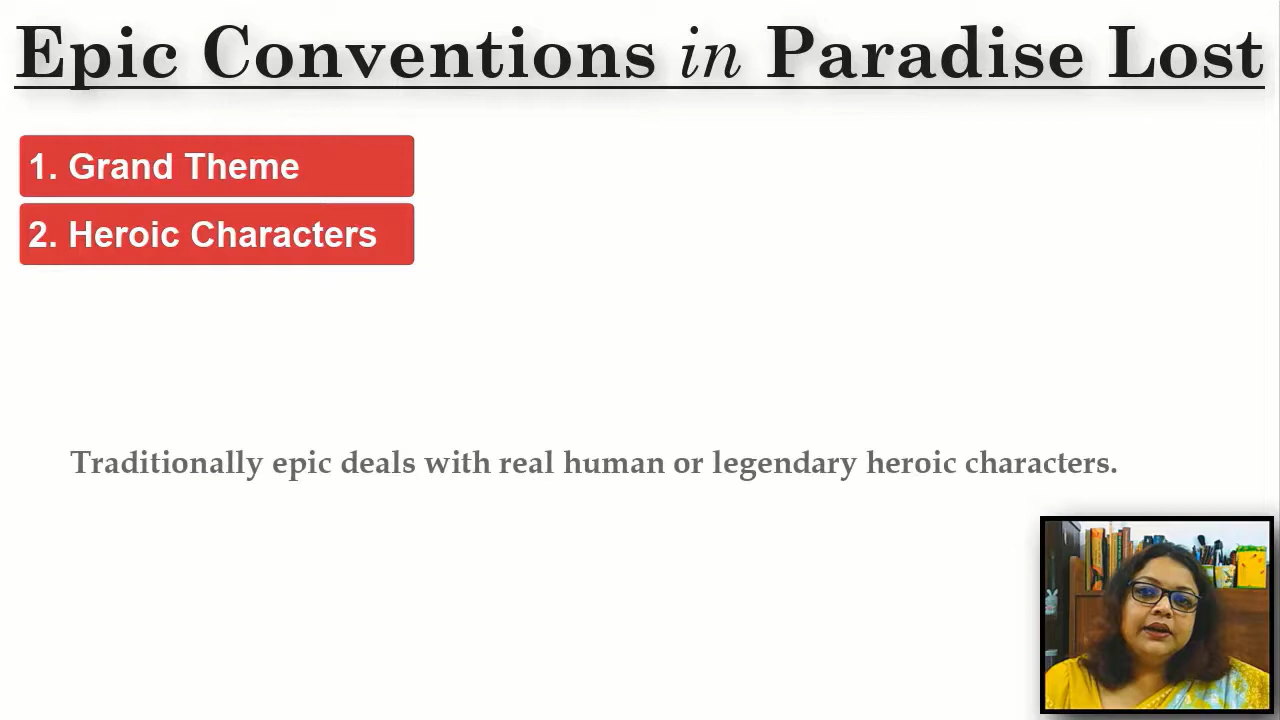 Epic Conventions in Paradise Lost
1. Grand Theme
2. Heroic Characters
Traditionally epic deals with real human or legendary heroic characters.